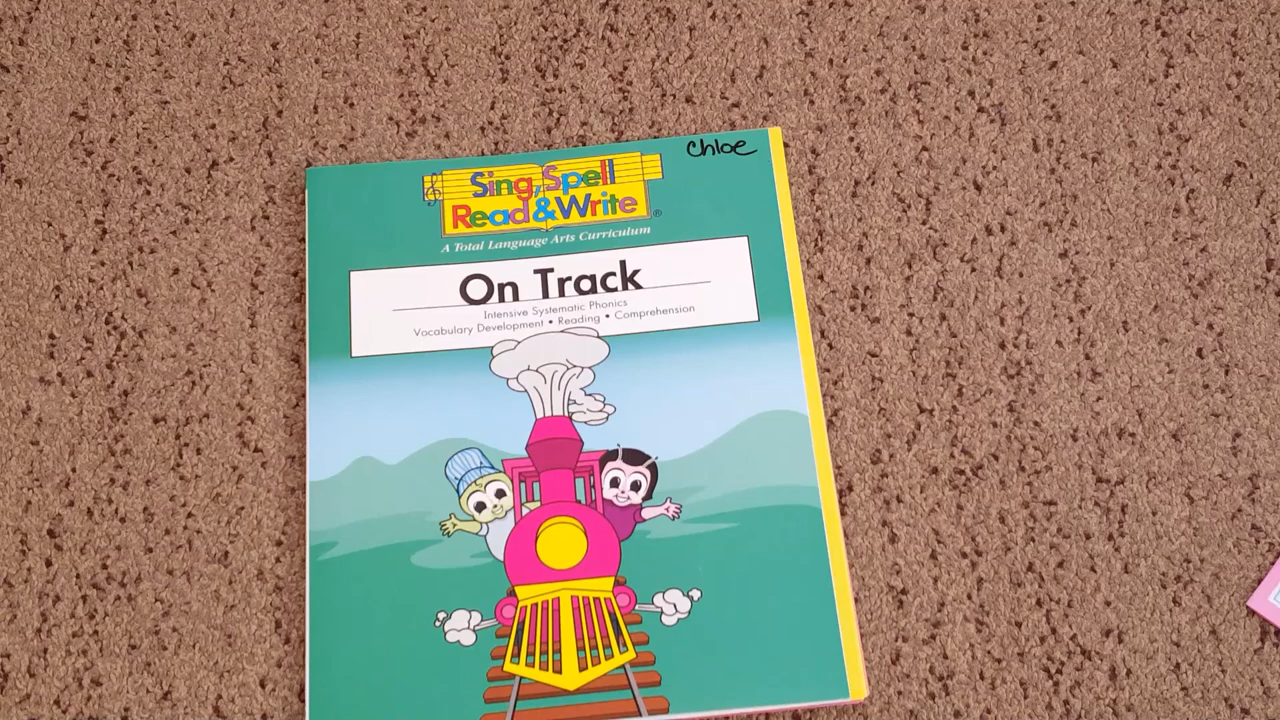 Chloe
Sing, Spell
Read & Write®
A Total Language Arts Curriculum
On Track
Intensive Systematic Phonics
Vocabulary Development • Reading • Comprehension